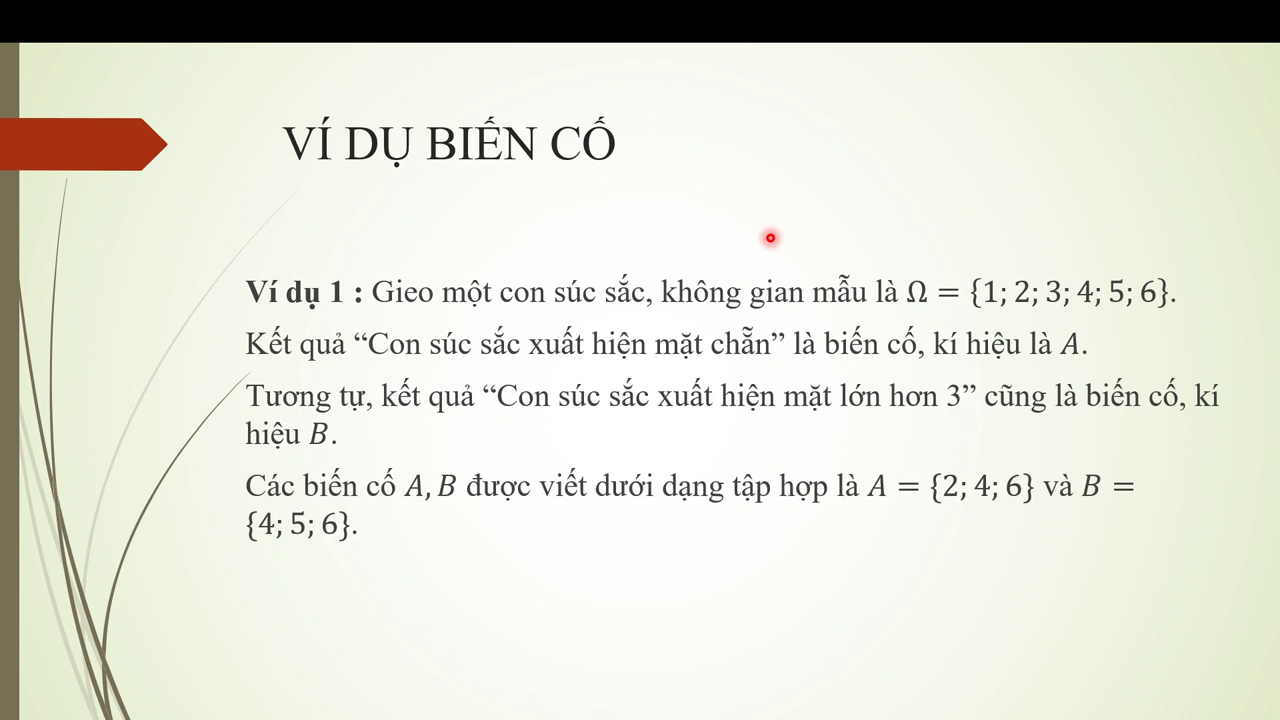 VÍ DỤ BIẾN CỐ
Ví dụ 1 : Gieo một con súc sắc, không gian mẫu là Ω = {1; 2; 3; 4; 5; 6}.
Kết quả “Con súc sắc xuất hiện mặt chẵn” là biến cố, kí hiệu là A.
Tương tự, kết quả “Con súc sắc xuất hiện mặt lớn hơn 3” cũng là biến cố, kí
hiệu B.
Các biến cố A, B được viết dưới dạng tập hợp là A = {2; 4; 6} và B =
{4; 5; 6}.